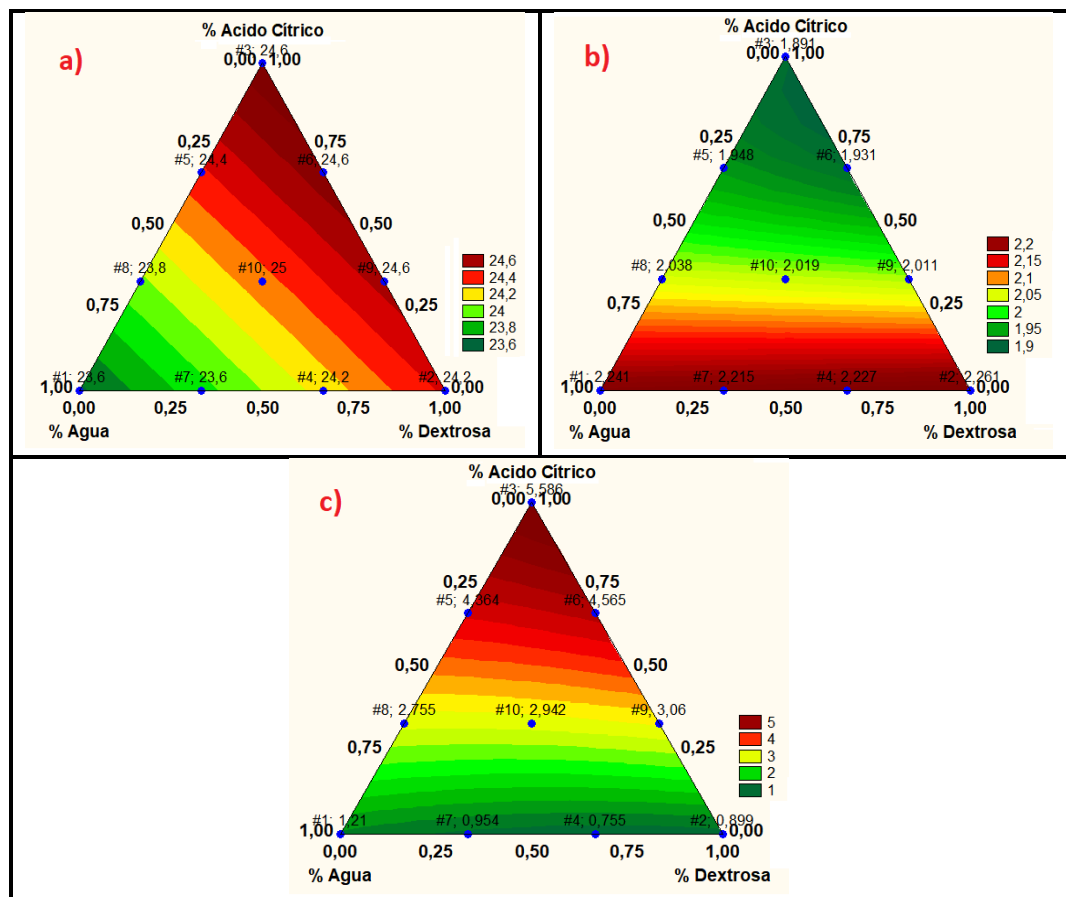 a)
% Acido Cítrico
#3; 24,6
0,00 1,00
0,25 0,75
#5; 24,4 #6; 24,6
0,50 0,50
#8; 23,8 #10; 25 #9; 24,6
0,75 0,25
#1; 23,6 #7; 23,6 #4; 24,2 #2; 24,2
1,00 0,00
0,00 0,25 0,50 0,75 1,00
% Agua % Dextrosa
24,6
24,4
24,2
24
23,8
23,6
b)
% Acido Cítrico
#3; 1,891
0,00 1,00
0,25 0,75
#5; 1,948 #6; 1,931
0,50 0,50
#8; 2,038 #10; 2,019 #9; 2,011
0,75 0,25
#1; 2,241 #7; 2,215 #4; 2,227 #2; 2,261
1,00 0,00
0,00 0,25 0,50 0,75 1,00
% Agua % Dextrosa
2,2
2,15
2,1
2,05
2
1,95
1,9
c)
% Acido Cítrico
#3; 5,586
0,00 1,00
0,25 0,75
#5; 4,364 #6; 4,565
0,50 0,50
#8; 2,755 #10; 2,942 #9; 3,06
0,75 0,25
#1; 1,21 #7; 0,954 #4; 0,755 #2; 0,899
1,00 0,00
0,00 0,25 0,50 0,75 1,00
% Agua % Dextrosa
5
4
3
2
1